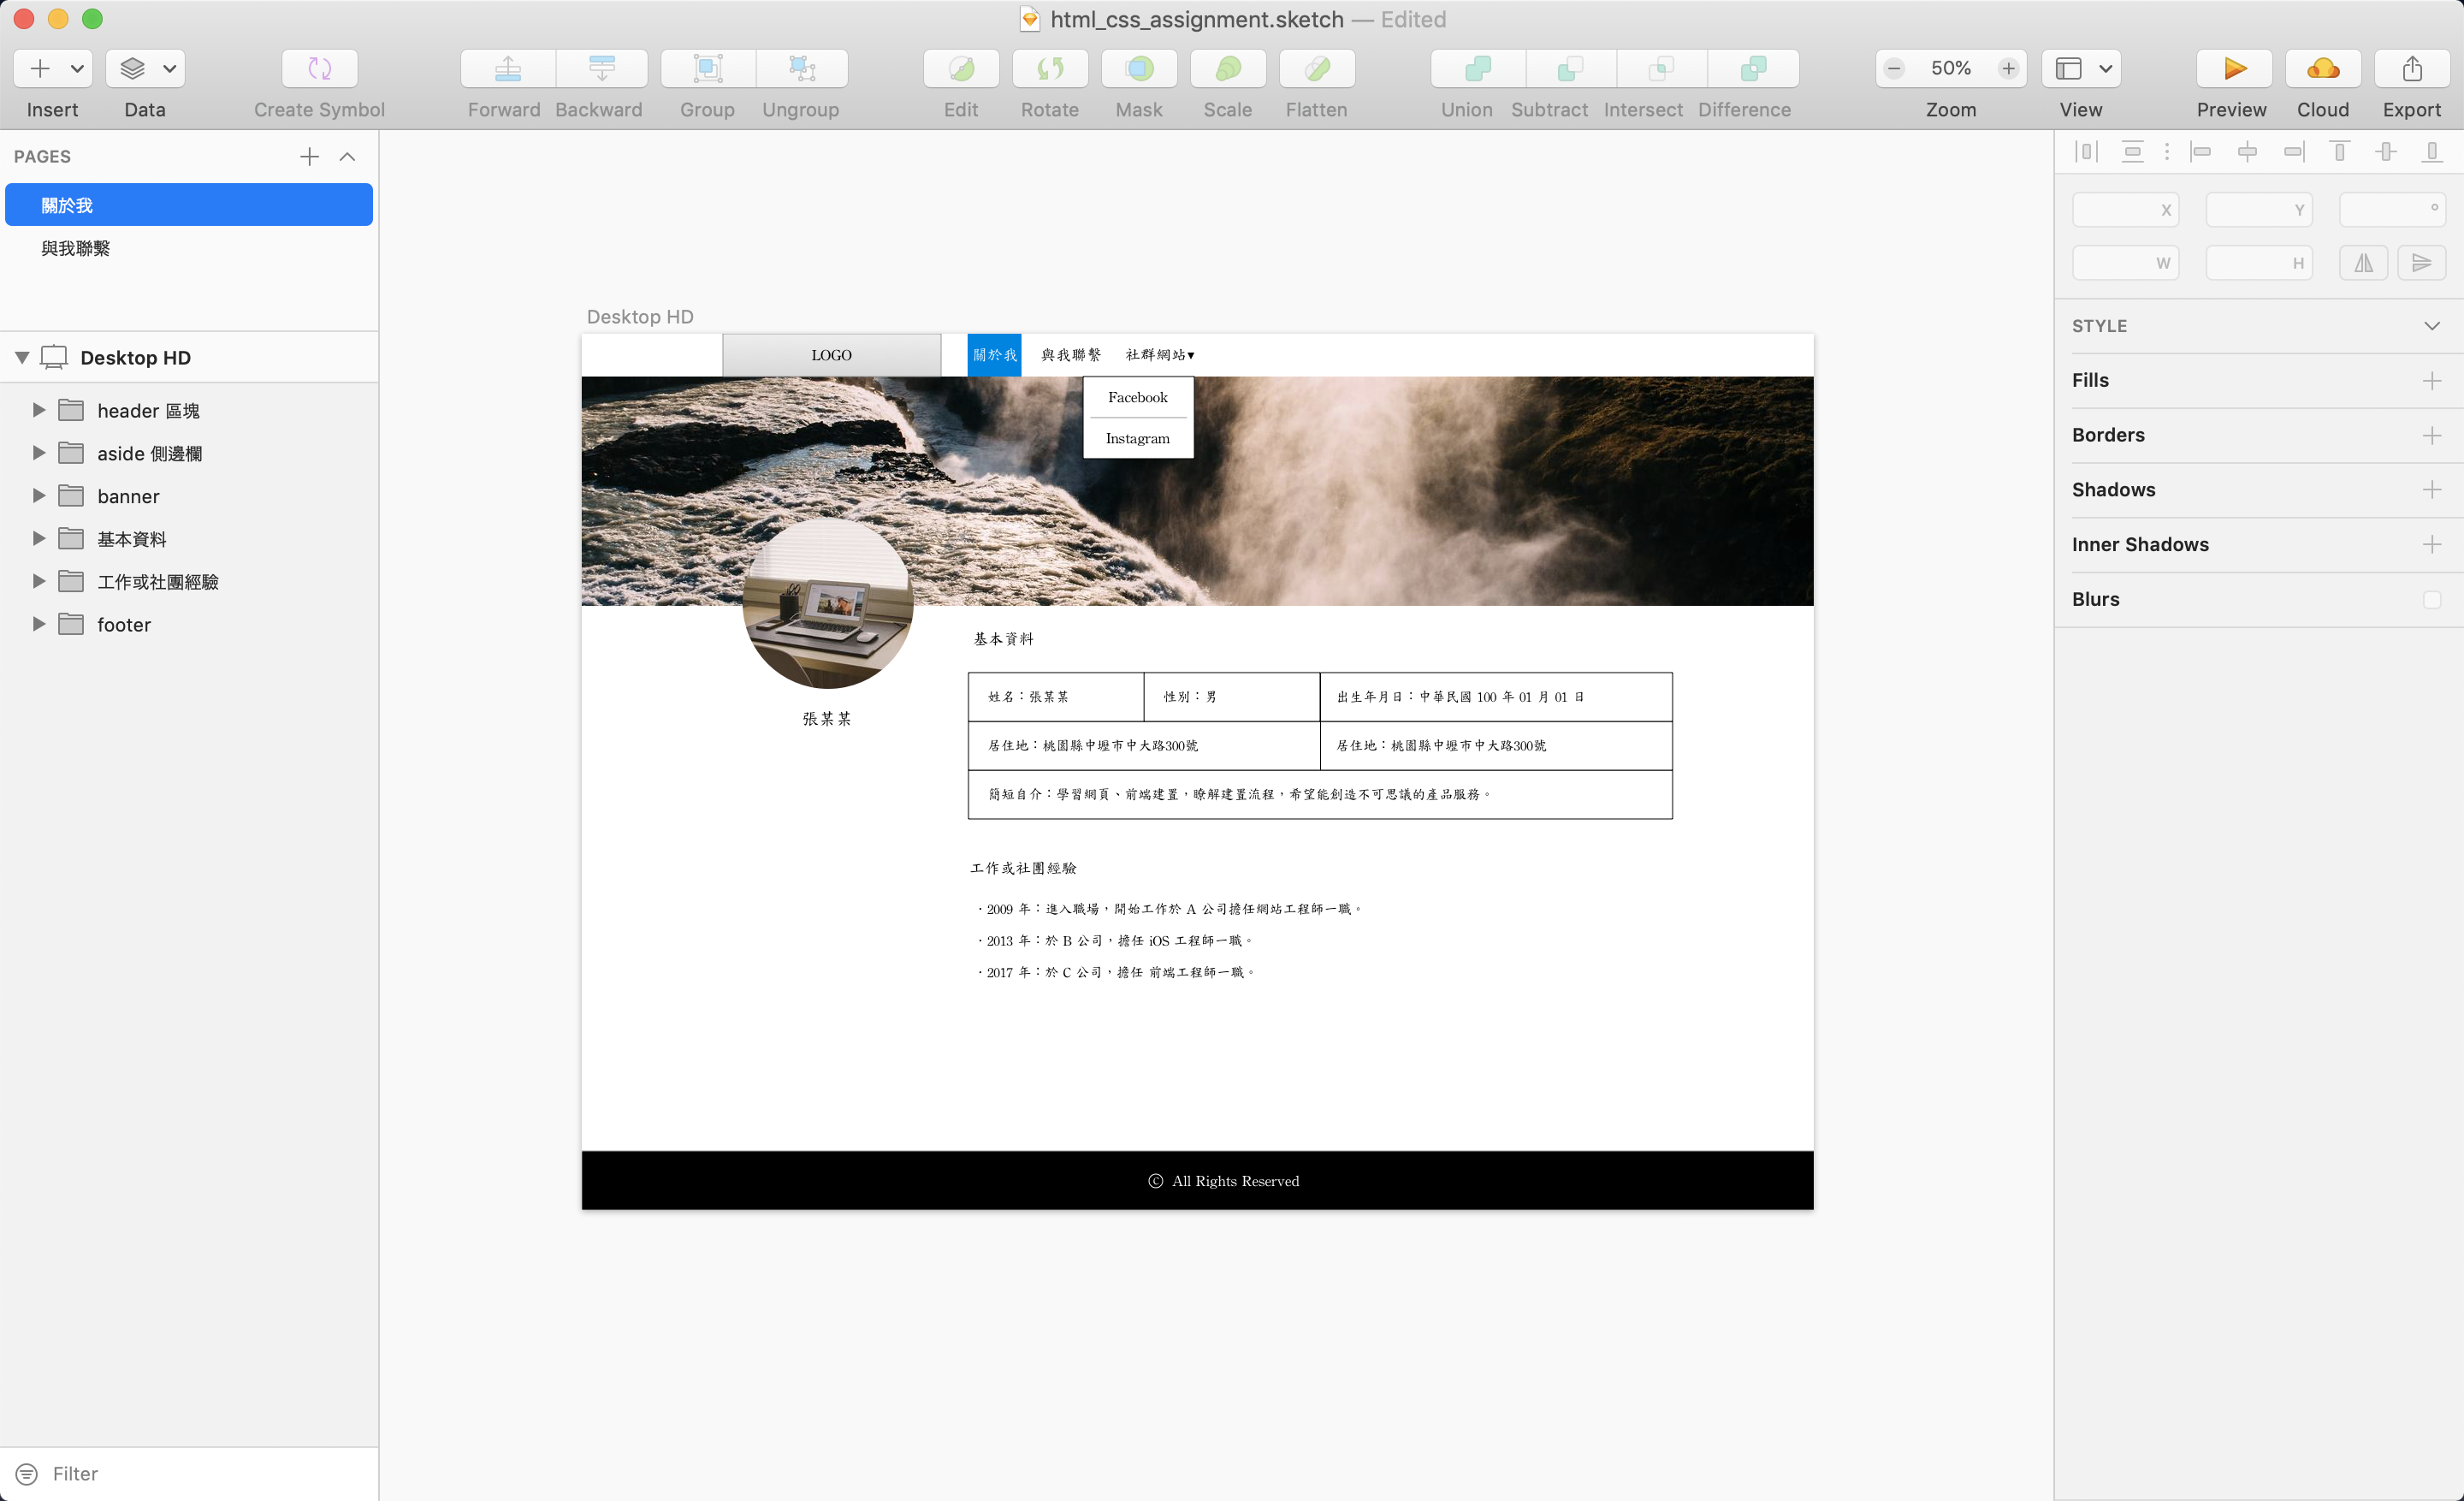 html_css_assignment.sketch — Edited
50%
Insert Data Create Symbol Forward Backward Group Ungroup Edit Rotate Mask Scale Flatten Union Subtract Intersect Difference Zoom View Preview Cloud Export
PAGES
關於我
與我聯繫
Desktop HD
header 區塊
aside 側邊欄
banner
基本資料
工作或社團經驗
footer
Filter
Desktop HD
LOGO 關於我 與我聯繫 社群網站▾
Facebook
Instagram
張某某
基本資料
姓名：張某某 性別：男 出生年月日：中華民國 100 年 01 月 01 日
居住地：桃園縣中壢市中大路300號 居住地：桃園縣中壢市中大路300號
簡短自介：學習網頁、前端建置，瞭解建置流程，希望能創造不可思議的產品服務。
工作或社團經驗
· 2009 年：進入職場，開始工作於 A 公司擔任網站工程師一職。
· 2013 年：於 B 公司，擔任 iOS 工程師一職。
· 2017 年：於 C 公司，擔任 前端工程師一職。
© All Rights Reserved
X Y °
W H
STYLE
Fills
Borders
Shadows
Inner Shadows
Blurs